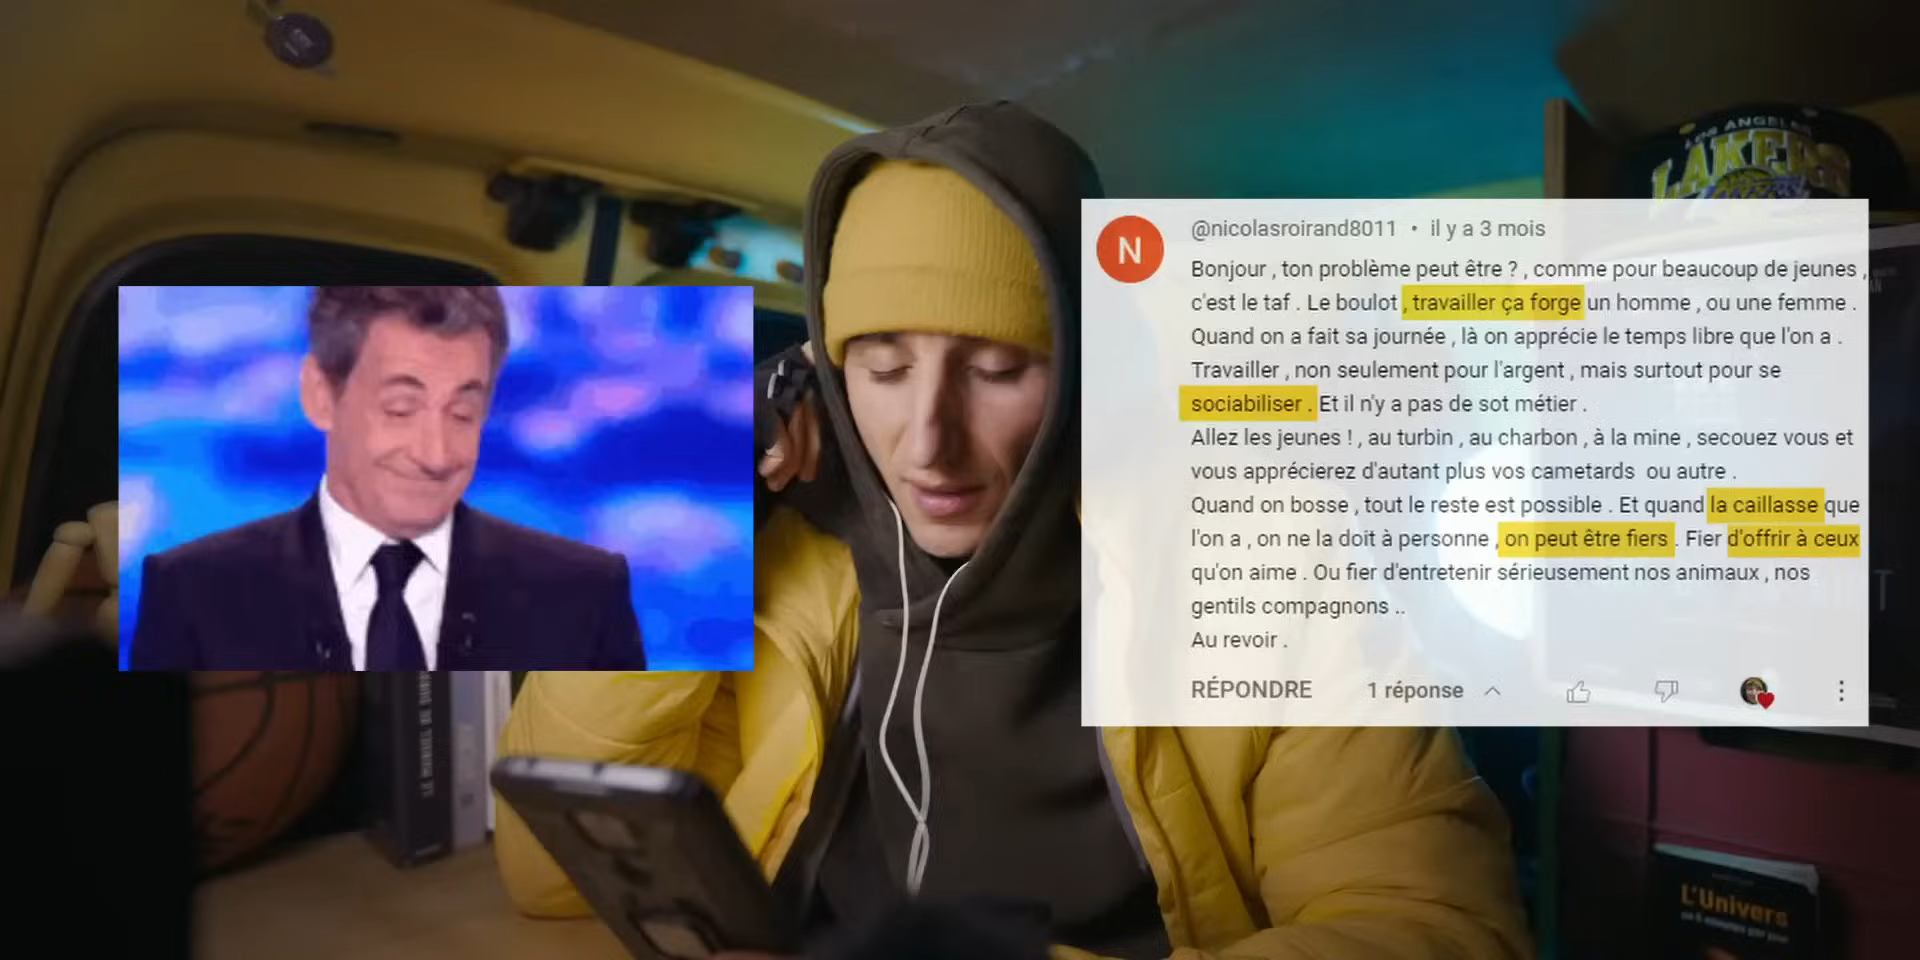 LOS ANGELES
LAKERS
N
@nicolasroirand8011 • il y a 3 mois
Bonjour , ton problème peut être ? , comme pour beaucoup de jeunes ,
c'est le taf . Le boulot , travailler ça forge un homme , ou une femme .
Quand on a fait sa journée , là on apprécie le temps libre que l'on a .
Travailler , non seulement pour l'argent , mais surtout pour se
sociabiliser . Et il n'y a pas de sot métier .
Allez les jeunes ! , au turbin , au charbon , à la mine , secouez vous et
vous apprécierez d'autant plus vos cametards ou autre .
Quand on bosse , tout le reste est possible . Et quand la caillasse que
l'on a , on ne la doit à personne , on peut être fiers . Fier d'offrir à ceux
qu'on aime . Ou fier d'entretenir sérieusement nos animaux , nos
gentils compagnons ..
Au revoir .
RÉPONDRE 1 réponse
LE MANUEL DE
L'Univers